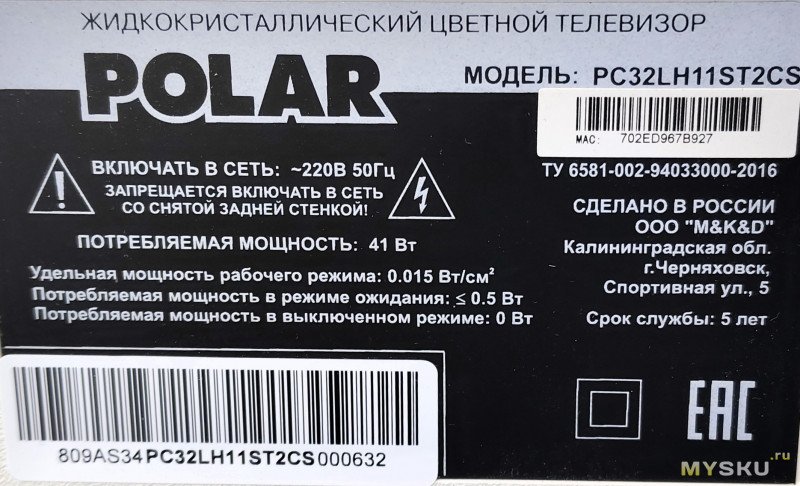 ЖИДКОКРИСТАЛЛИЧЕСКИЙ ЦВЕТНОЙ ТЕЛЕВИЗОР
POLAR
МОДЕЛЬ: PC32LH11ST2CS
MAC: 702ED967B927
ВКЛЮЧАТЬ В СЕТЬ: ~220В 50Гц
ЗАПРЕЩАЕТСЯ ВКЛЮЧАТЬ В СЕТЬ
СО СНЯТОЙ ЗАДНЕЙ СТЕНКОЙ!
ПОТРЕБЛЯЕМАЯ МОЩНОСТЬ: 41 Вт
Удельная мощность рабочего режима: 0.015 Вт/см²
Потребляемая мощность в режиме ожидания: ≤ 0.5 Вт
Потребляемая мощность в выключенном режиме: 0 Вт
ТУ 6581-002-94033000-2016
СДЕЛАНО В РОССИИ
ООО "M&K&D"
Калининградская обл.
г.Черняховск,
Спортивная ул., 5
Срок службы: 5 лет
809AS34PC32LH11ST2CS000632
EAC
MYSKU.ru